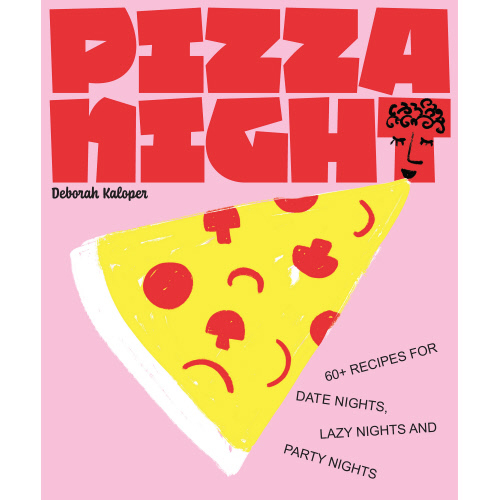 PIZZA
NIGHT
Deborah Kaloper
60+ RECIPES FOR
DATE NIGHTS,
LAZY NIGHTS AND
PARTY NIGHTS